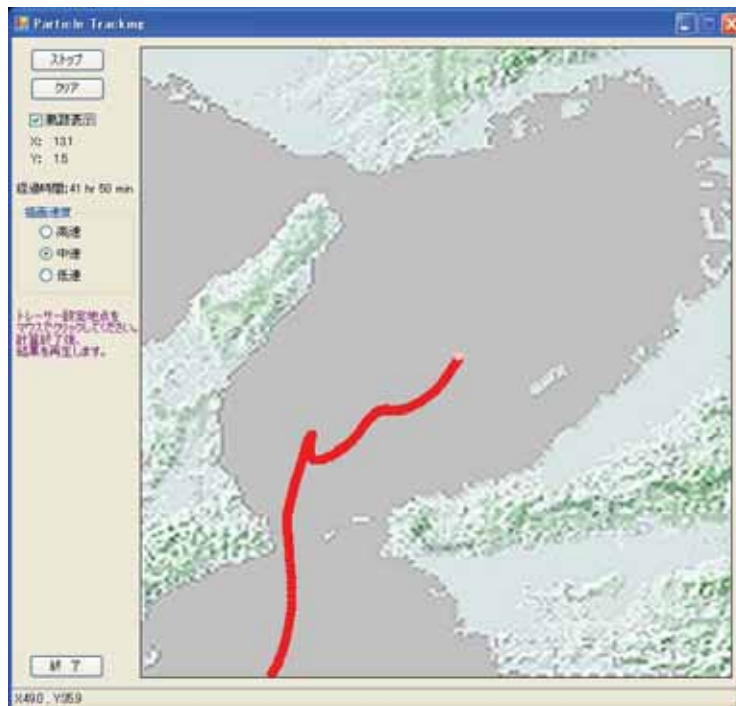 Particle Tracking
ストップ
クリア
軌跡表示
X: 131
Y: 15
経過時間:41 hr 50 min
描画速度
高速
中速
低速
トレーサー設定地点を
マウスでクリックしてください。
計算終了後、
結果を再生します。
終 了
X490 , Y959